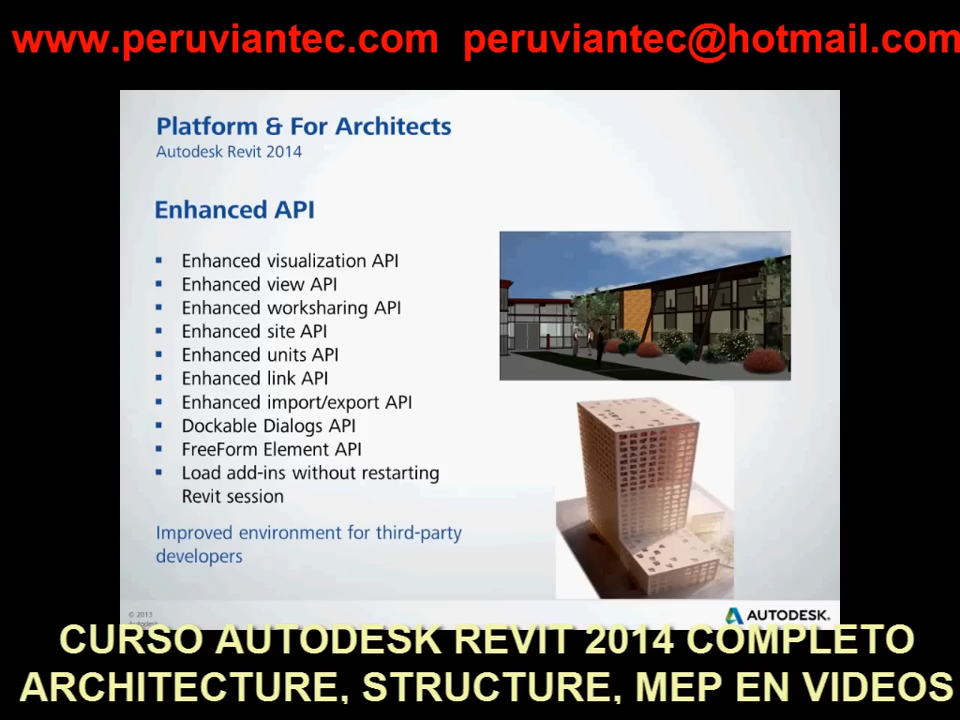 www.peruviantec.com peruviantec@hotmail.com
Platform & For Architects
Autodesk Revit 2014
Enhanced API
▪ Enhanced visualization API
▪ Enhanced view API
▪ Enhanced worksharing API
▪ Enhanced site API
▪ Enhanced units API
▪ Enhanced link API
▪ Enhanced import/export API
▪ Dockable Dialogs API
▪ FreeForm Element API
▪ Load add-ins without restarting
Revit session
Improved environment for third-party
developers
© 2013
Autodesk
AUTODESK.
CURSO AUTODESK REVIT 2014 COMPLETO
ARCHITECTURE, STRUCTURE, MEP EN VIDEOS